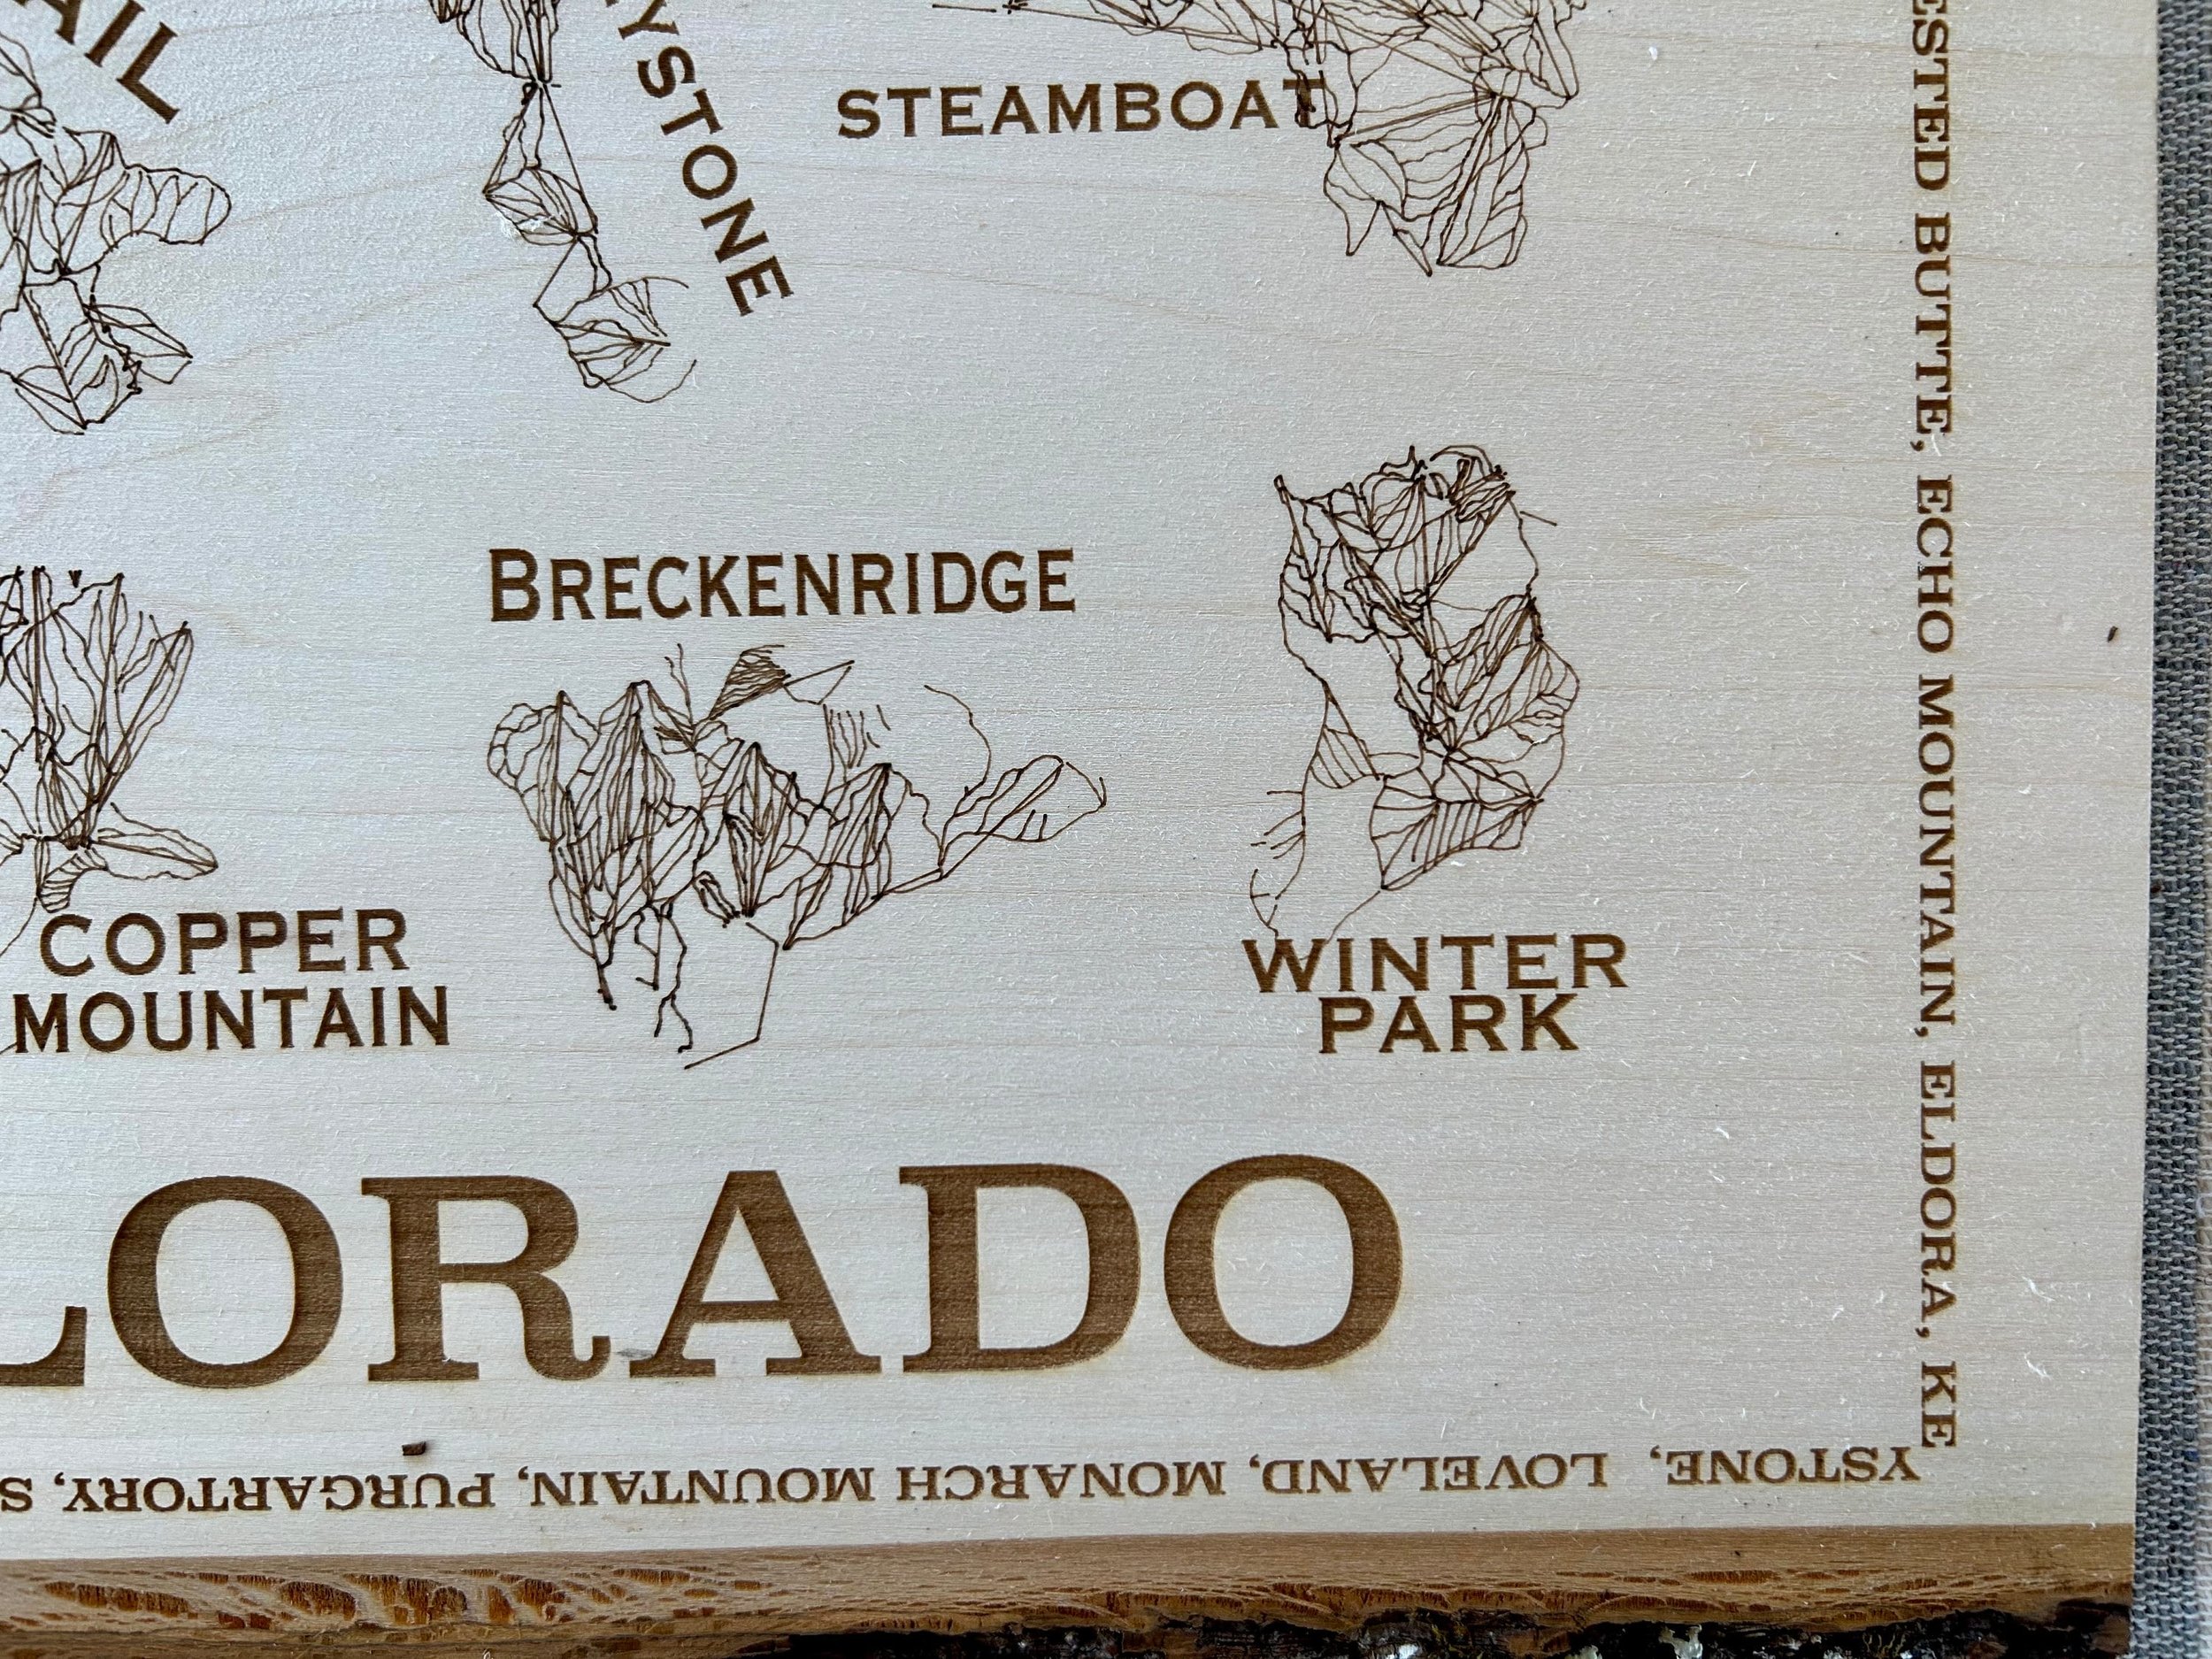 AIL
YSTONE
STEAMBOAT
BRECKENRIDGE
COPPER
MOUNTAIN
WINTER
PARK
LORADO
ESTED BUTTE, ECHO MOUNTAIN, ELDORA, KE
YSTONE, LOVELAND, MONARCH MOUNTAIN, PURGARTORY, S